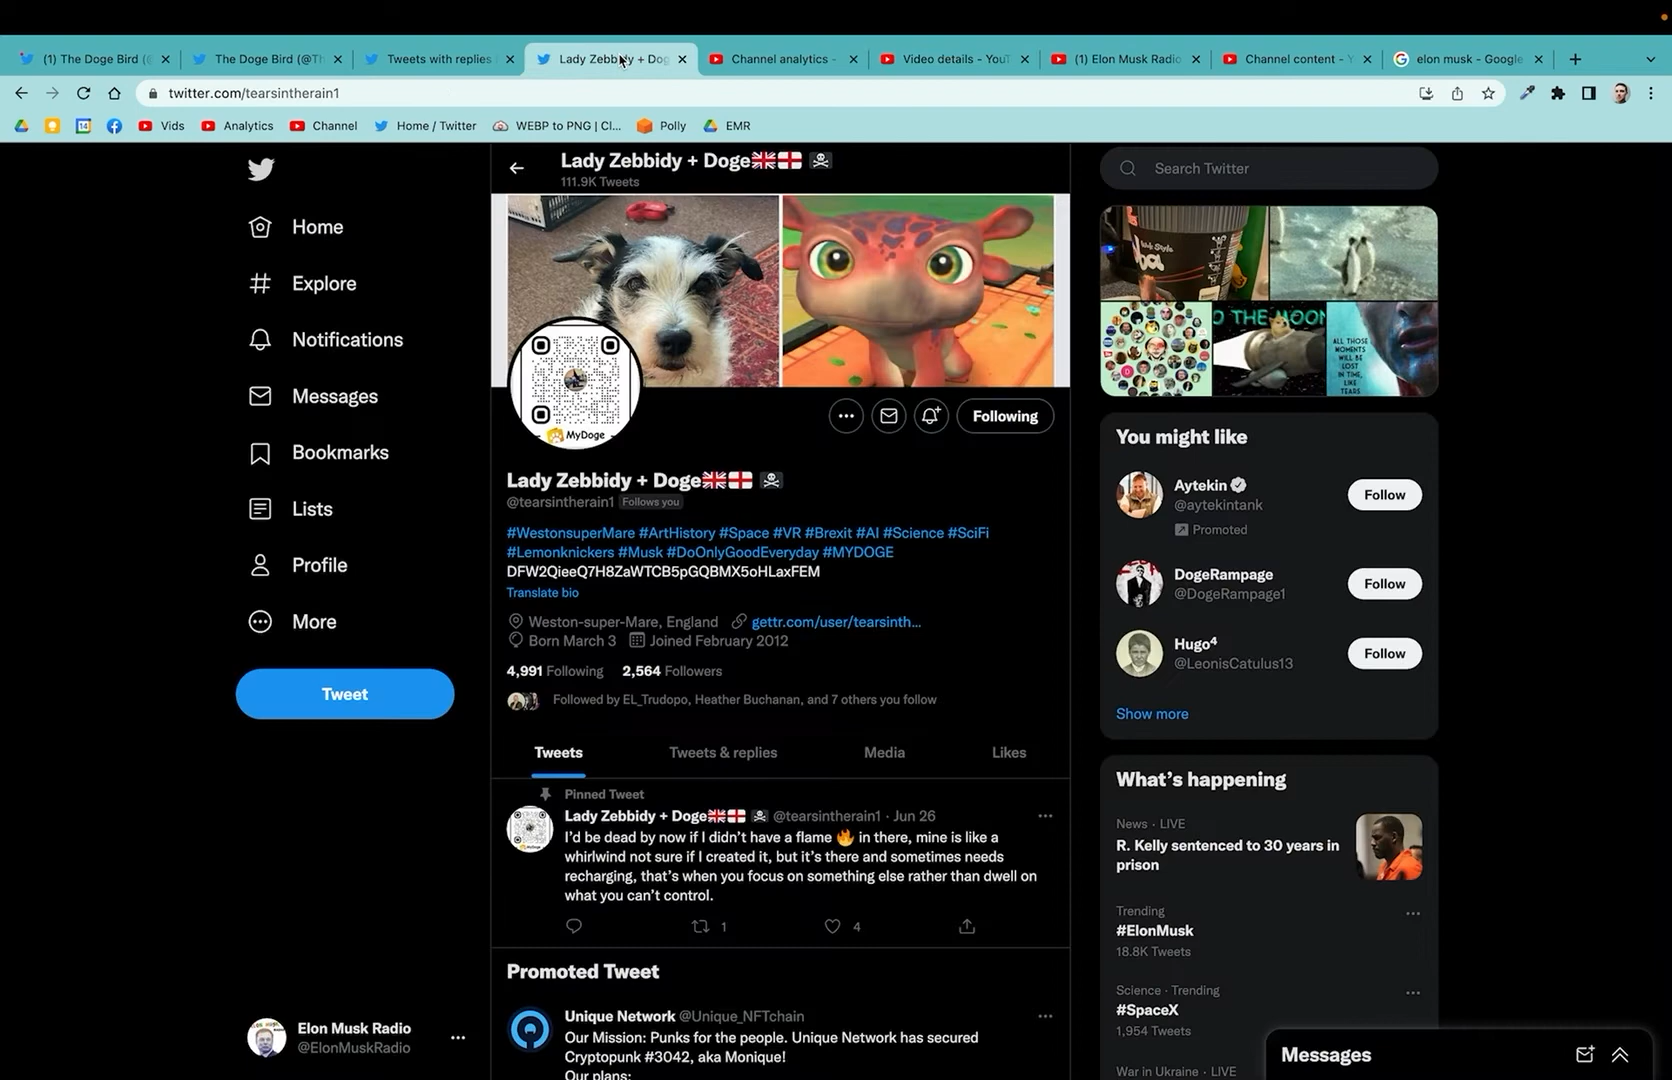 (1) The Doge Bird (@
The Doge Bird (@Th
Tweets with replies
Lady Zebbidy + Dog
Channel analytics -
Video details - YouT
(1) Elon Musk Radio
Channel content - Y
elon musk - Google
twitter.com/tearsintherain1
Vids
Analytics
Channel
Home / Twitter
WEBP to PNG | Cl...
Polly
EMR
Lady Zebbidy + Doge🇬🇧🏴󠁧󠁢󠁥󠁮󠁧󠁿 🏴‍☠️
111.9K Tweets
Search Twitter
Home
Explore
Notifications
Messages
Bookmarks
Lists
Profile
More
Tweet
Elon Musk Radio
@ElonMuskRadio
MyDoge
Following
Lady Zebbidy + Doge🇬🇧🏴󠁧󠁢󠁥󠁮󠁧󠁿 🏴‍☠️
@tearsintherain1 Follows you
#WestonsuperMare #ArtHistory #Space #VR #Brexit #AI #Science #SciFi
#Lemonknickers #Musk #DoOnlyGoodEveryday #MYDOGE
DFW2QieeQ7H8ZaWTCB5pGQBMX5oHLaxFEM
Translate bio
Weston-super-Mare, England gettr.com/user/tearsinth...
Born March 3 Joined February 2012
4,991 Following 2,564 Followers
Followed by EL_Trudopo, Heather Buchanan, and 7 others you follow
Tweets Tweets & replies Media Likes
Pinned Tweet
Lady Zebbidy + Doge🇬🇧🏴󠁧󠁢󠁥󠁮󠁧󠁿 🏴‍☠️ @tearsintherain1 · Jun 26
I'd be dead by now if I didn't have a flame 🔥 in there, mine is like a
whirlwind not sure if I created it, but it's there and sometimes needs
recharging, that's when you focus on something else rather than dwell on
what you can't control.
1
4
Promoted Tweet
Unique Network @Unique_NFTchain
Our Mission: Punks for the people. Unique Network has secured
Cryptopunk #3042, aka Monique!
Our plans:
O THE MOON
ALL THOSE
MOMENTS
WILL BE
LOST
IN TIME,
LIKE
TEARS
You might like
Aytekin
@aytekintank
Promoted
Follow
DogeRampage
@DogeRampage1
Follow
Hugo⁴
@LeonisCatulus13
Follow
Show more
What's happening
News · LIVE
R. Kelly sentenced to 30 years in
prison
Trending
#ElonMusk
18.8K Tweets
Science · Trending
#SpaceX
1,954 Tweets
War in Ukraine · LIVE
Messages